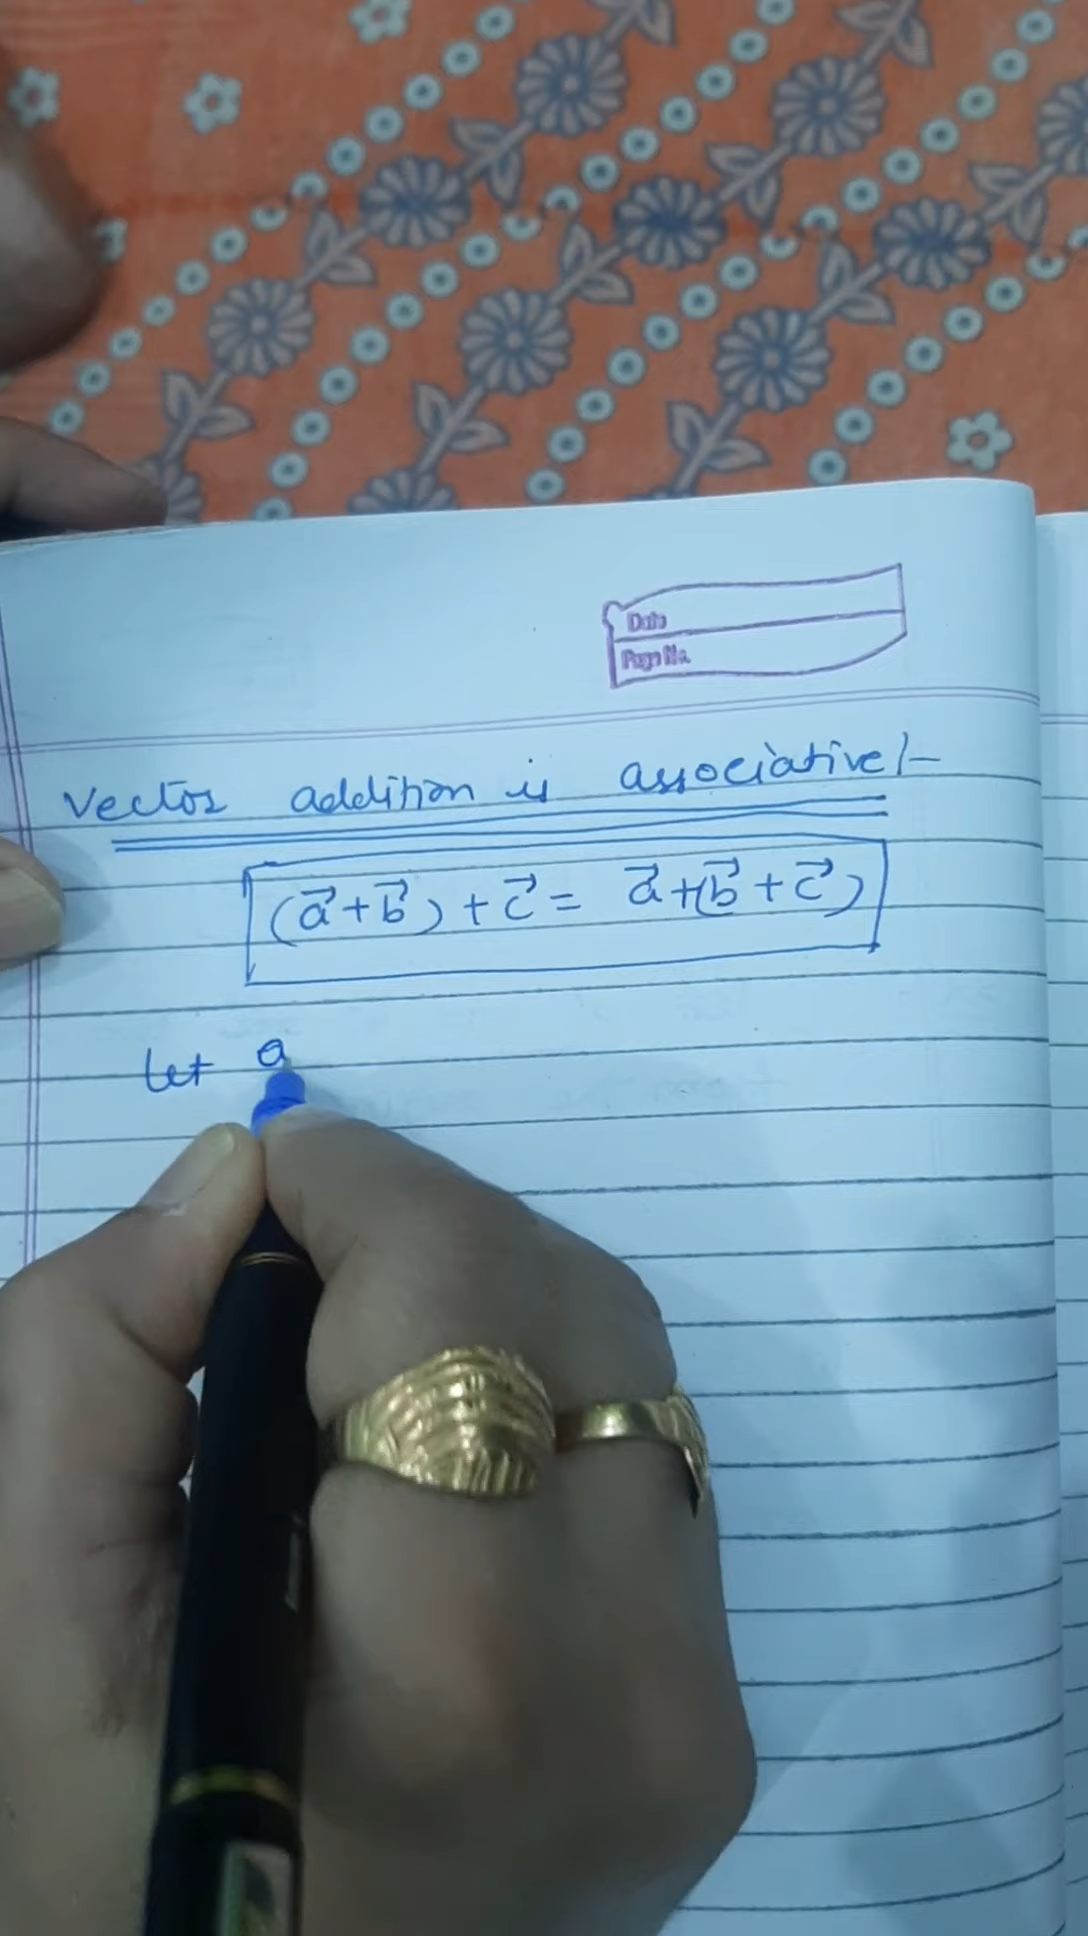 Date
Page No.
Vector addition is associative:-
(a⃗+b⃗)+c⃗= a⃗+(b⃗+c⃗)
Let a